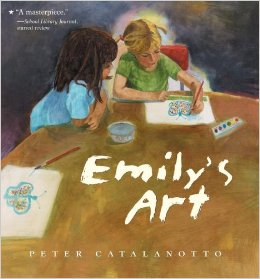 ★ "A masterpiece."
—School Library Journal,
starred review
Emily's
Art
PETER CATALANOTTO